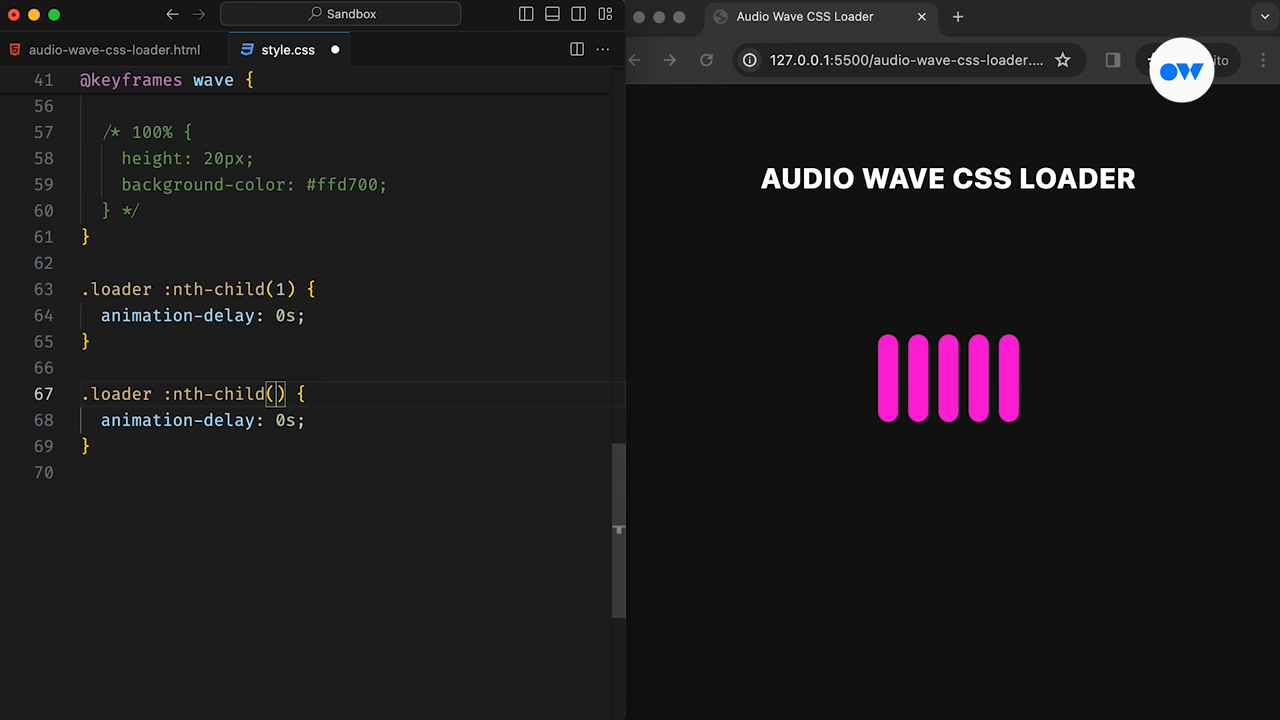 Sandbox
audio-wave-css-loader.html
style.css
41 @keyframes wave {
56
57 /* 100% {
58 height: 20px;
59 background-color: #ffd700;
60 } */
61 }
62
63 .loader :nth-child(1) {
64 animation-delay: 0s;
65 }
66
67 .loader :nth-child() {
68 animation-delay: 0s;
69 }
70
Audio Wave CSS Loader
127.0.0.1:5500/audio-wave-css-loader....
ito
OW
AUDIO WAVE CSS LOADER